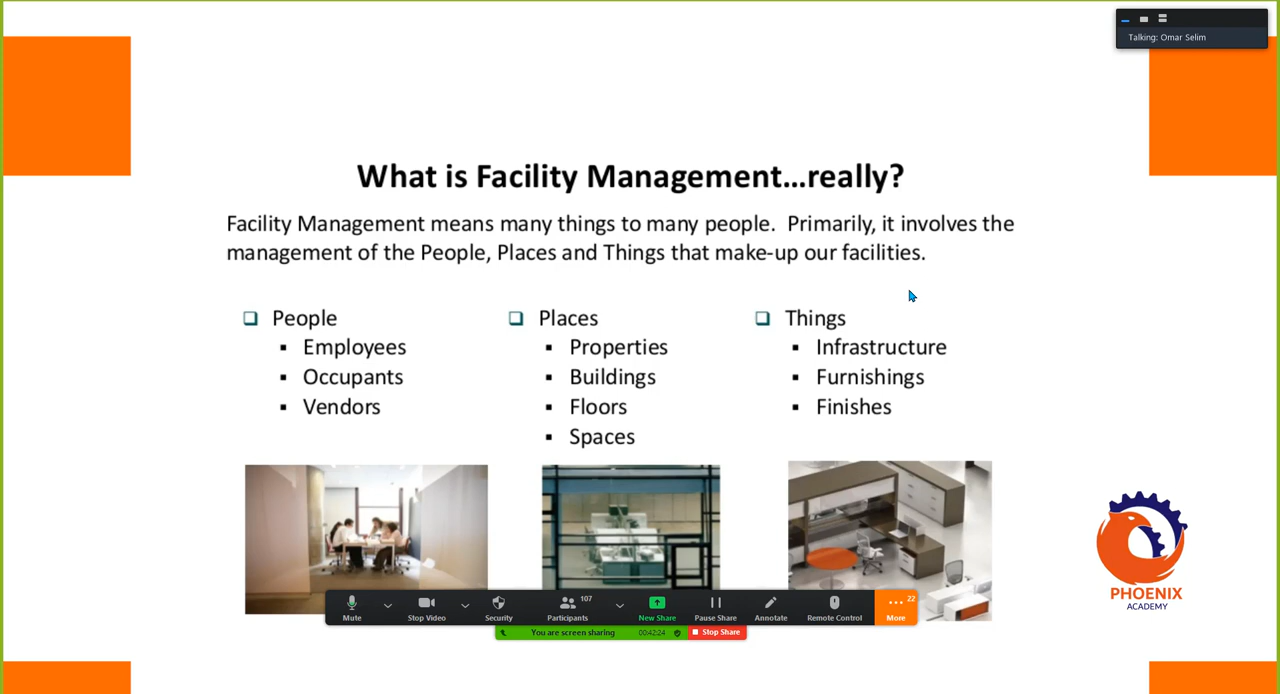 Talking: Omar Selim
What is Facility Management...really?
Facility Management means many things to many people. Primarily, it involves the
management of the People, Places and Things that make-up our facilities.
People
Employees
Occupants
Vendors
Places
Properties
Buildings
Floors
Spaces
Things
Infrastructure
Furnishings
Finishes
PHOENIX
ACADEMY
107
22
Mute
Stop Video
Security
Participants
New Share
Pause Share
Annotate
Remote Control
More
You are screen sharing
00:42:24
Stop Share